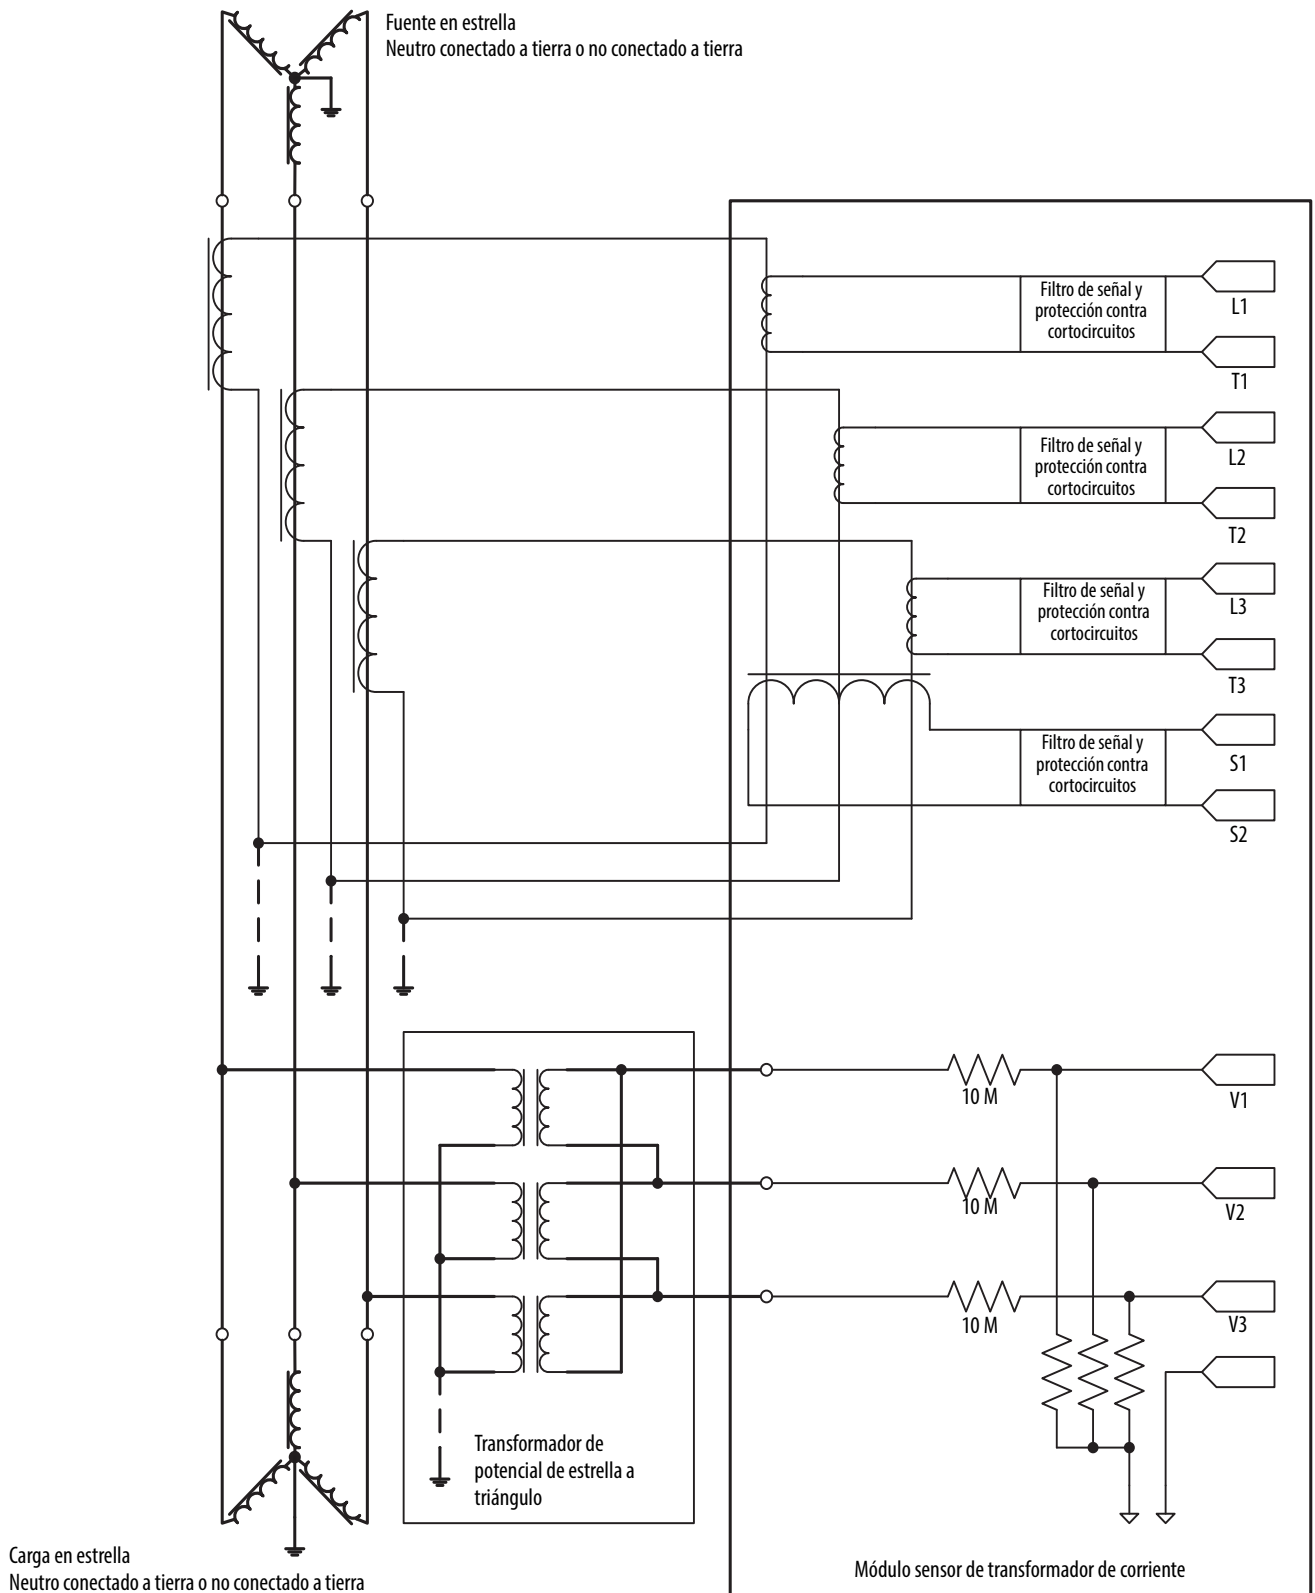 Fuente en estrella
Neutro conectado a tierra o no conectado a tierra
Filtro de señal y
protección contra
cortocircuitos
L1
T1
Filtro de señal y
protección contra
cortocircuitos
L2
T2
Filtro de señal y
protección contra
cortocircuitos
L3
T3
Filtro de señal y
protección contra
cortocircuitos
S1
S2
10 M
V1
10 M
V2
10 M
V3
Transformador de
potencial de estrella a
triángulo
Carga en estrella
Neutro conectado a tierra o no conectado a tierra
Módulo sensor de transformador de corriente